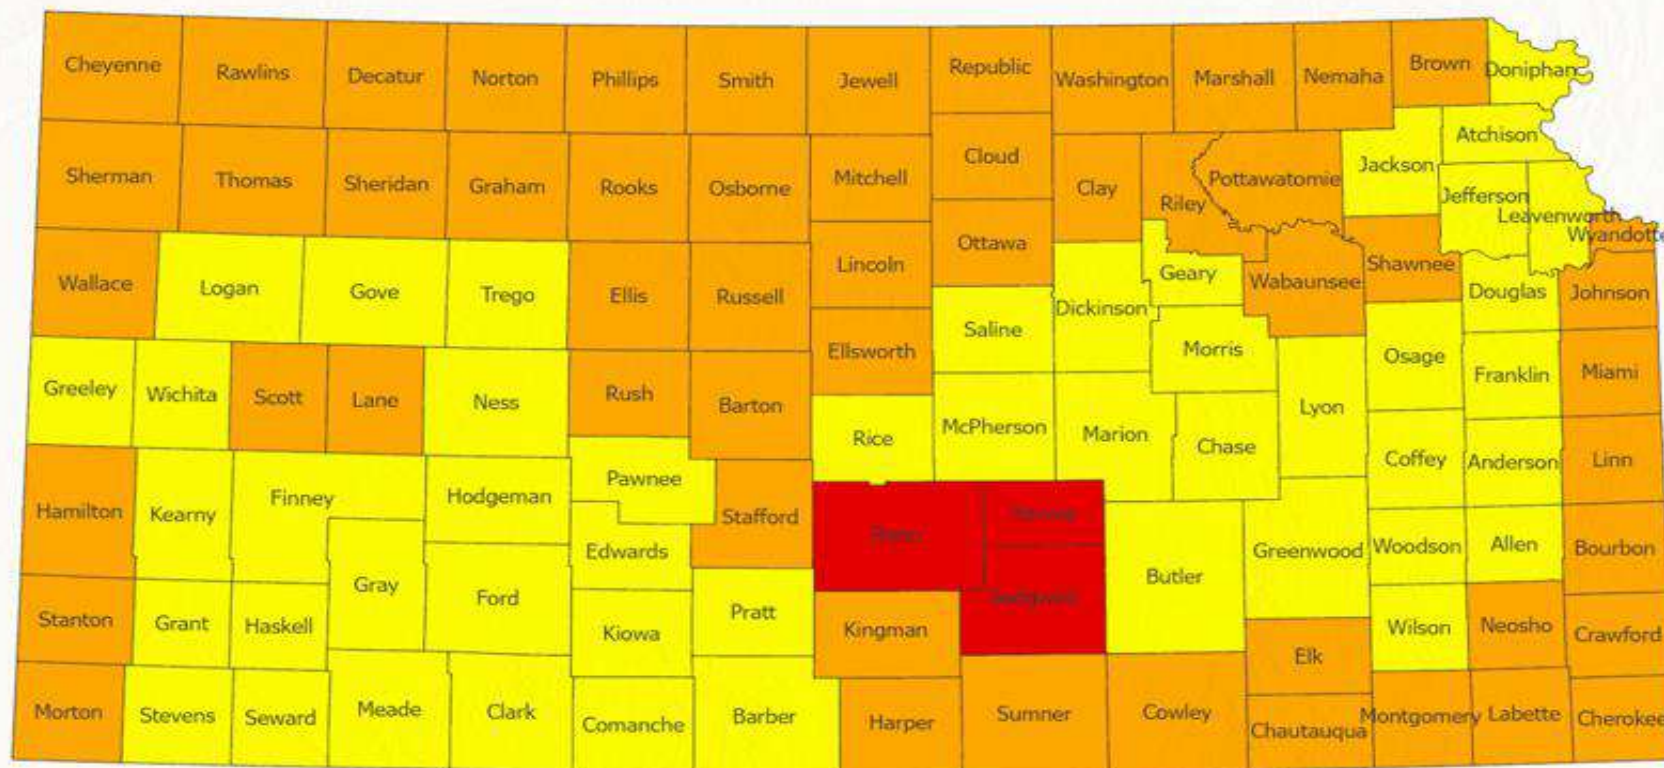 Cheyenne
Rawlins
Decatur
Norton
Phillips
Smith
Jewell
Republic
Washington
Marshall
Nemaha
Brown
Doniphan
Sherman
Thomas
Sheridan
Graham
Rooks
Osborne
Mitchell
Cloud
Clay
Riley
Pottawatomie
Jackson
Atchison
Jefferson
Leavenworth
Wyandotte
Wallace
Logan
Gove
Trego
Ellis
Russell
Lincoln
Ottawa
Saline
Dickinson
Geary
Wabaunsee
Shawnee
Douglas
Johnson
Greeley
Wichita
Scott
Lane
Ness
Rush
Barton
Ellsworth
Rice
McPherson
Marion
Morris
Chase
Lyon
Osage
Franklin
Miami
Coffey
Anderson
Linn
Hamilton
Kearny
Finney
Hodgeman
Pawnee
Stafford
Edwards
Gray
Ford
Reno
Sedgwick
Butler
Greenwood
Woodson
Allen
Bourbon
Stanton
Grant
Haskell
Kiowa
Pratt
Kingman
Elk
Wilson
Neosho
Crawford
Morton
Stevens
Seward
Meade
Clark
Comanche
Barber
Harper
Sumner
Cowley
Chautauqua
Montgomery
Labette
Cherokee